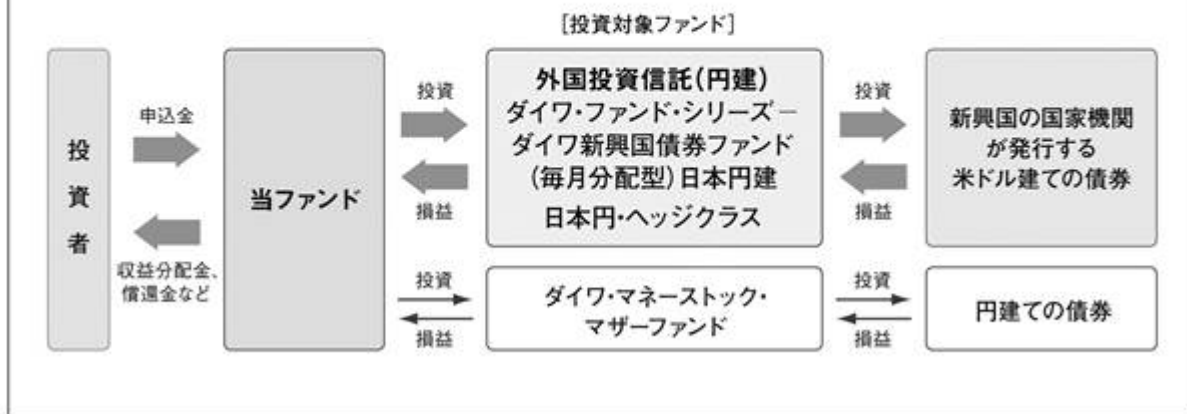 [投資対象ファンド]
投資者
申込金
収益分配金、
償還金など
当ファンド
投資
損益
外国投資信託(円建)
ダイワ・ファンド・シリーズ－
ダイワ新興国債券ファンド
(毎月分配型)日本円建
日本円・ヘッジクラス
投資
損益
新興国の国家機関
が発行する
米ドル建ての債券
投資
損益
ダイワ・マネーストック・
マザーファンド
投資
損益
円建ての債券